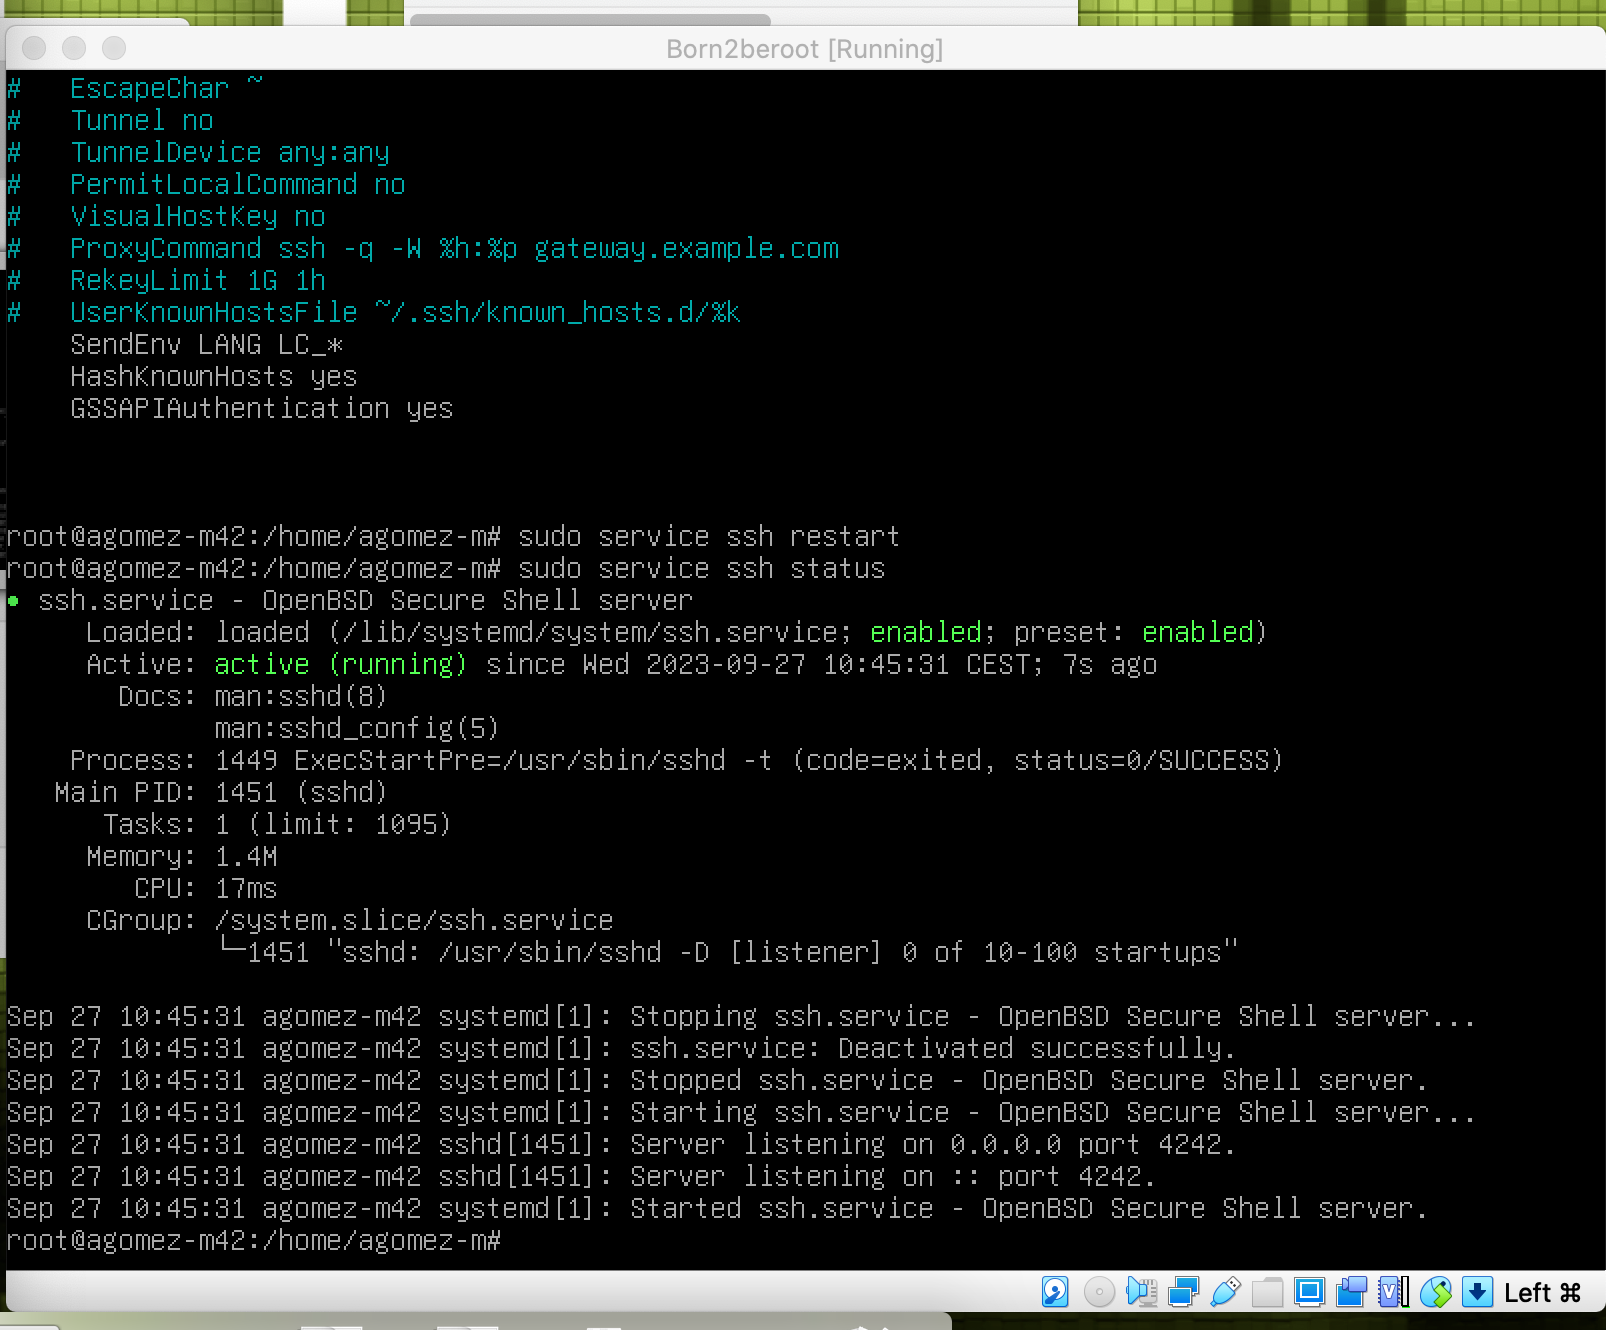 Born2beroot [Running]
#   EscapeChar ~
#   Tunnel no
#   TunnelDevice any:any
#   PermitLocalCommand no
#   VisualHostKey no
#   ProxyCommand ssh -q -W %h:%p gateway.example.com
#   RekeyLimit 1G 1h
#   UserKnownHostsFile ~/.ssh/known_hosts.d/%k
    SendEnv LANG LC_*
    HashKnownHosts yes
    GSSAPIAuthentication yes
root@agomez-m42:/home/agomez-m# sudo service ssh restart
root@agomez-m42:/home/agomez-m# sudo service ssh status
● ssh.service - OpenBSD Secure Shell server
     Loaded: loaded (/lib/systemd/system/ssh.service; enabled; preset: enabled)
     Active: active (running) since Wed 2023-09-27 10:45:31 CEST; 7s ago
       Docs: man:sshd(8)
             man:sshd_config(5)
    Process: 1449 ExecStartPre=/usr/sbin/sshd -t (code=exited, status=0/SUCCESS)
   Main PID: 1451 (sshd)
      Tasks: 1 (limit: 1095)
     Memory: 1.4M
        CPU: 17ms
     CGroup: /system.slice/ssh.service
             └─1451 "sshd: /usr/sbin/sshd -D [listener] 0 of 10-100 startups"
Sep 27 10:45:31 agomez-m42 systemd[1]: Stopping ssh.service - OpenBSD Secure Shell server...
Sep 27 10:45:31 agomez-m42 systemd[1]: ssh.service: Deactivated successfully.
Sep 27 10:45:31 agomez-m42 systemd[1]: Stopped ssh.service - OpenBSD Secure Shell server.
Sep 27 10:45:31 agomez-m42 systemd[1]: Starting ssh.service - OpenBSD Secure Shell server...
Sep 27 10:45:31 agomez-m42 sshd[1451]: Server listening on 0.0.0.0 port 4242.
Sep 27 10:45:31 agomez-m42 sshd[1451]: Server listening on :: port 4242.
Sep 27 10:45:31 agomez-m42 systemd[1]: Started ssh.service - OpenBSD Secure Shell server.
root@agomez-m42:/home/agomez-m#
Left ⌘